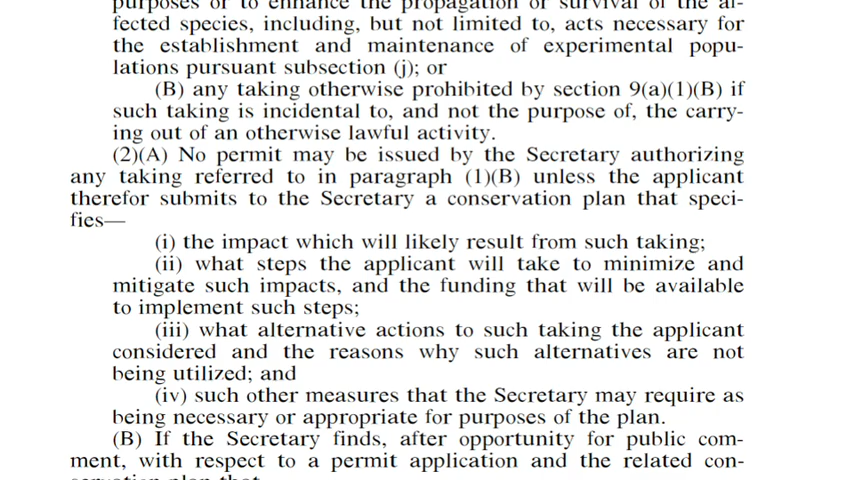 purposes or to enhance the propagation or survival of the af-
fected species, including, but not limited to, acts necessary for
the establishment and maintenance of experimental popu-
lations pursuant subsection (j); or
(B) any taking otherwise prohibited by section 9(a)(1)(B) if
such taking is incidental to, and not the purpose of, the carry-
ing out of an otherwise lawful activity.
(2)(A) No permit may be issued by the Secretary authorizing
any taking referred to in paragraph (1)(B) unless the applicant
therefor submits to the Secretary a conservation plan that speci-
fies—
(i) the impact which will likely result from such taking;
(ii) what steps the applicant will take to minimize and
mitigate such impacts, and the funding that will be available
to implement such steps;
(iii) what alternative actions to such taking the applicant
considered and the reasons why such alternatives are not
being utilized; and
(iv) such other measures that the Secretary may require as
being necessary or appropriate for purposes of the plan.
(B) If the Secretary finds, after opportunity for public com-
ment, with respect to a permit application and the related con-
servation plan that